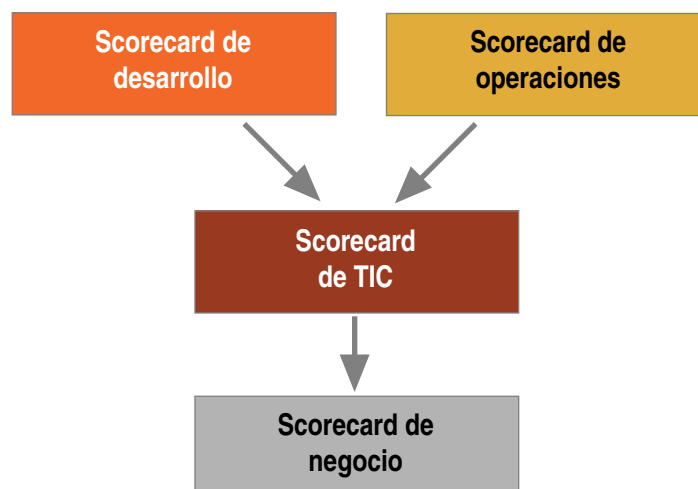 Scorecard de
desarrollo
Scorecard de
operaciones
Scorecard
de TIC
Scorecard de
negocio